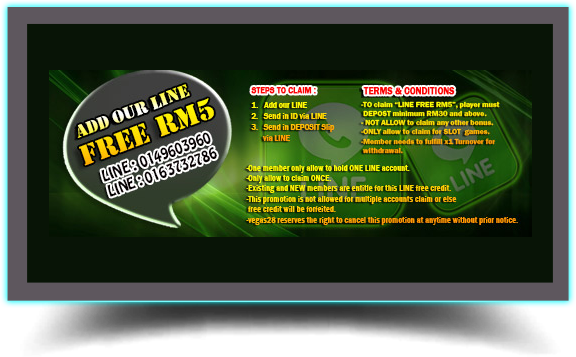 ADD OUR LINE
FREE RM5
LINE : 0149603960
LINE : 0163732786
STEPS TO CLAIM :
1. Add our LINE
2. Send in ID via LINE
3. Send in DEPOSIT Slip
via LINE
TERMS & CONDITIONS
-TO claim "LINE FREE RM5", player must
DEPOST minimum RM30 and above.
- NOT ALLOW to claim any other bonus.
-ONLY allow to claim for SLOT games.
-Member needs to fulfill x1 Turnover for
withdrawal.
-One member only allow to hold ONE LINE account.
-Only allow to claim ONCE.
-Existing and NEW members are entitle for this LINE free credit.
-This promotion is not allowed for multiple accounts claim or else
free credit will be forfeited.
-vegas28 reserves the right to cancel this promotion at anytime without prior notice.
LINE
LINE